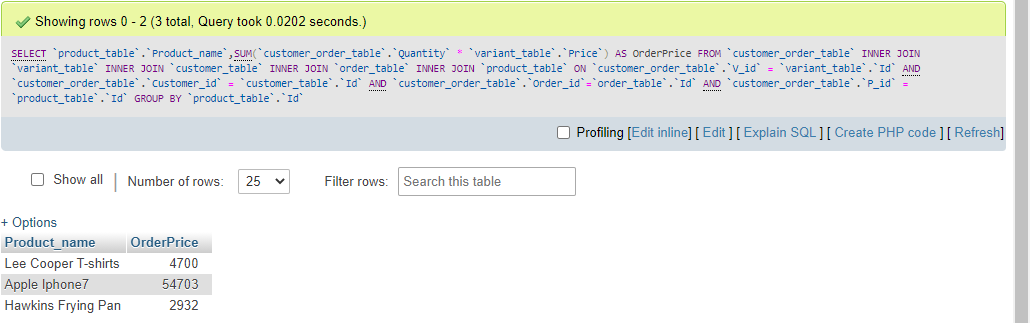 Showing rows 0 - 2 (3 total, Query took 0.0202 seconds.)
SELECT `product_table`.`Product_name`,SUM(`customer_order_table`.`Quantity` * `variant_table`.`Price`) AS OrderPrice FROM `customer_order_table` INNER JOIN
`variant_table` INNER JOIN `customer_table` INNER JOIN `order_table` INNER JOIN `product_table` ON `customer_order_table`.`V_id` = `variant_table`.`Id` AND
`customer_order_table`.`Customer_id` = `customer_table`.`Id` AND `customer_order_table`.`Order_id`=`order_table`.`Id` AND `customer_order_table`.`P_id` =
`product_table`.`Id` GROUP BY `product_table`.`Id`
Profiling [Edit inline] [ Edit ] [ Explain SQL ] [ Create PHP code ] [ Refresh]
Show all | Number of rows: 25 Filter rows: Search this table
+ Options
Product_name OrderPrice
Lee Cooper T-shirts 4700
Apple Iphone7 54703
Hawkins Frying Pan 2932